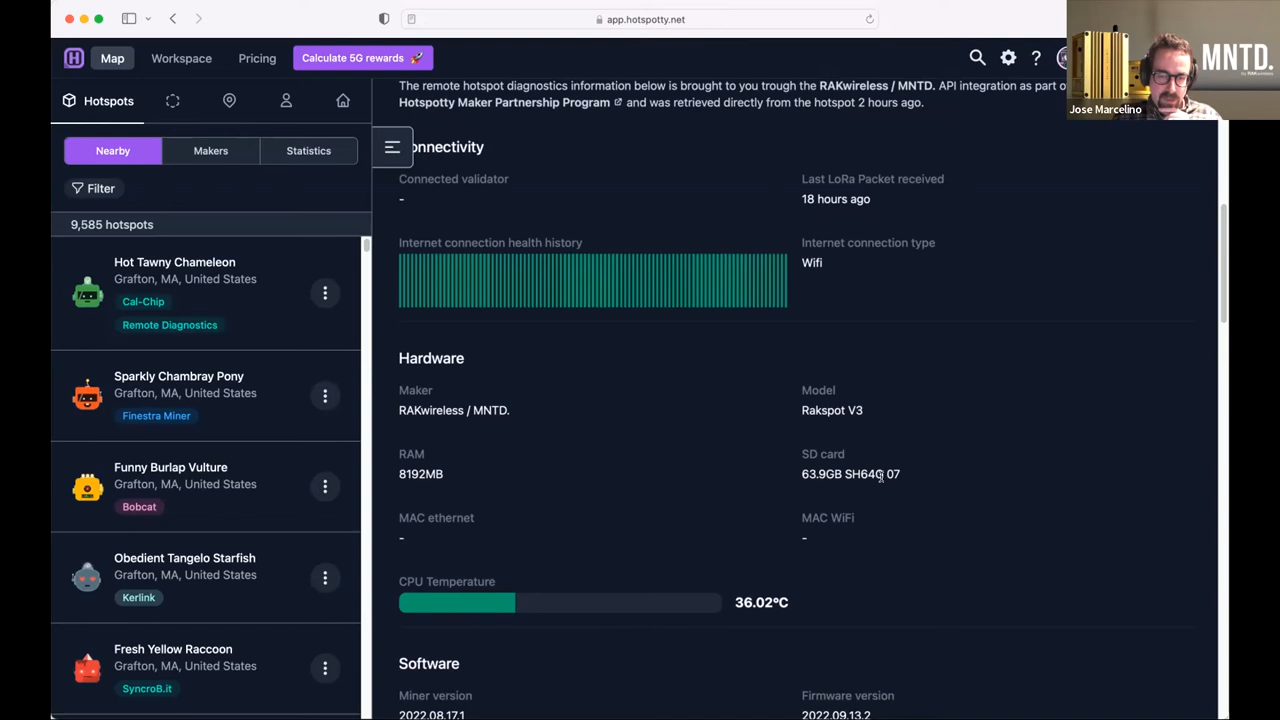 app.hotspotty.net
Map
Workspace
Pricing
Calculate 5G rewards 🚀
MNTD.
by RAKwireless
Jose Marcelino
Hotspots
Nearby
Makers
Statistics
Filter
9,585 hotspots
Hot Tawny Chameleon
Grafton, MA, United States
Cal-Chip
Remote Diagnostics
Sparkly Chambray Pony
Grafton, MA, United States
Finestra Miner
Funny Burlap Vulture
Grafton, MA, United States
Bobcat
Obedient Tangelo Starfish
Grafton, MA, United States
Kerlink
Fresh Yellow Raccoon
Grafton, MA, United States
SyncroB.it
The remote hotspot diagnostics information below is brought to you trough the RAKwireless / MNTD. API integration as part of
Hotspotty Maker Partnership Program and was retrieved directly from the hotspot 2 hours ago.
onnectivity
Connected validator
-
Last LoRa Packet received
18 hours ago
Internet connection health history
Internet connection type
Wifi
Hardware
Maker
RAKwireless / MNTD.
Model
Rakspot V3
RAM
8192MB
SD card
63.9GB SH64G 07
MAC ethernet
-
MAC WiFi
-
CPU Temperature
36.02°C
Software
Miner version
2022.08.17.1
Firmware version
2022.09.13.2